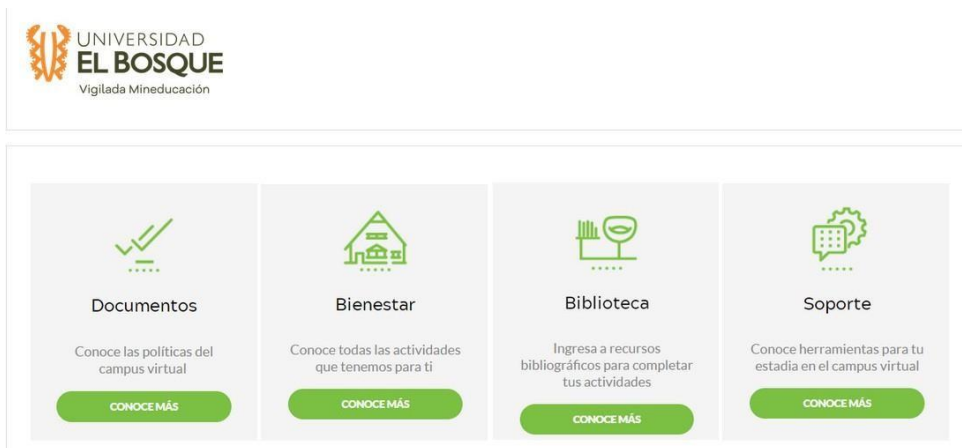 UNIVERSIDAD
EL BOSQUE
Vigilada Mineducación
Documentos
Conoce las políticas del
campus virtual
CONOCE MÁS
Bienestar
Conoce todas las actividades
que tenemos para ti
CONOCE MÁS
Biblioteca
Ingresa a recursos
bibliográficos para completar
tus actividades
CONOCE MÁS
Soporte
Conoce herramientas para tu
estadia en el campus virtual
CONOCE MÁS